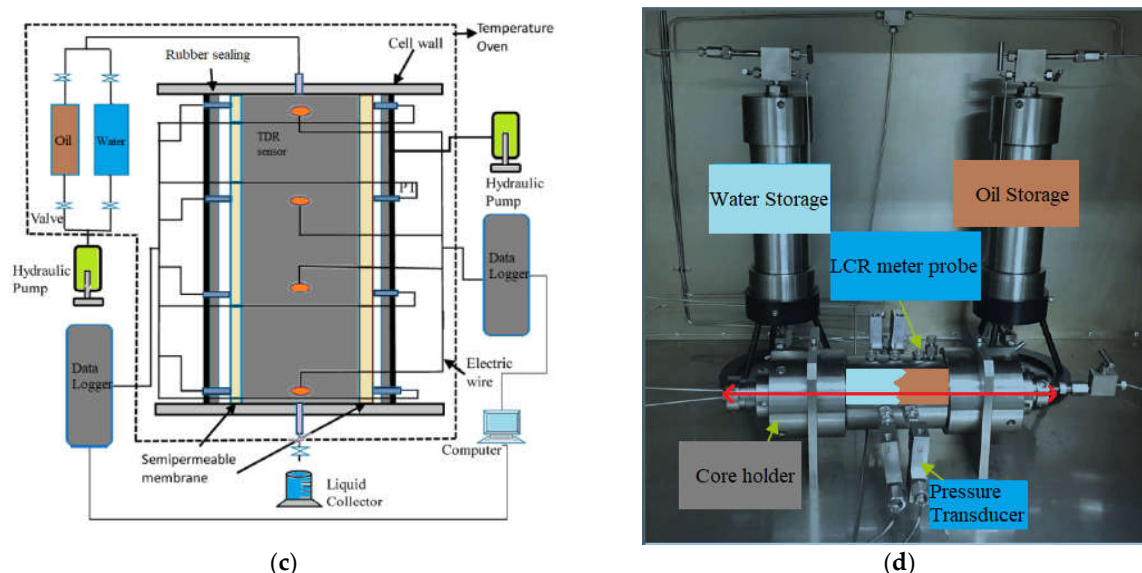 Temperature
Oven
Cell wall
Rubber sealing
Oil
Water
TDR
sensor
PT
Hydraulic
Pump
Valve
Hydraulic
Pump
Data
Logger
Data
Logger
Electric
wire
Computer
Semipermeable
membrane
Liquid
Collector
(c)
Water Storage
Oil Storage
LCR meter probe
Core holder
Pressure
Transducer
(d)